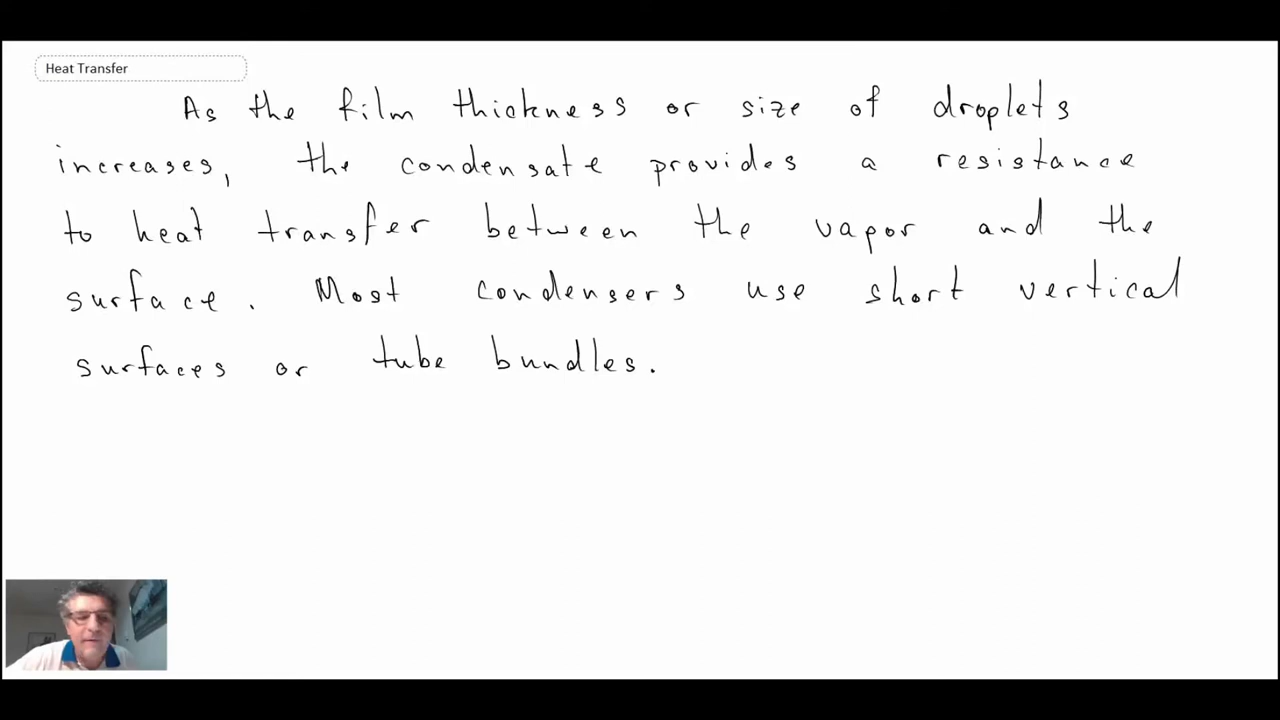 Heat Transfer
As the film thickness or size of droplets
increases, the condensate provides a resistance
to heat transfer between the vapor and the
surface. Most condensers use short vertical
surfaces or tube bundles.